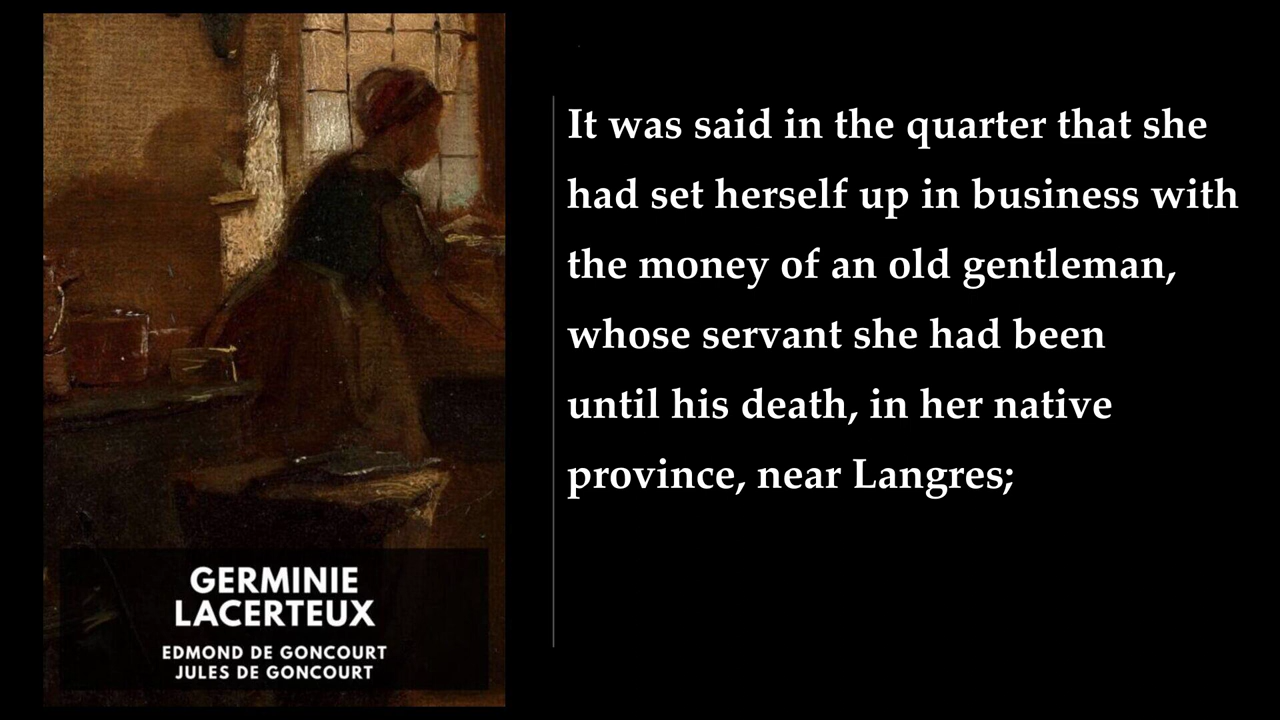 It was said in the quarter that she
had set herself up in business with
the money of an old gentleman,
whose servant she had been
until his death, in her native
province, near Langres;
GERMINIE
LACERTEUX
EDMOND DE GONCOURT
JULES DE GONCOURT